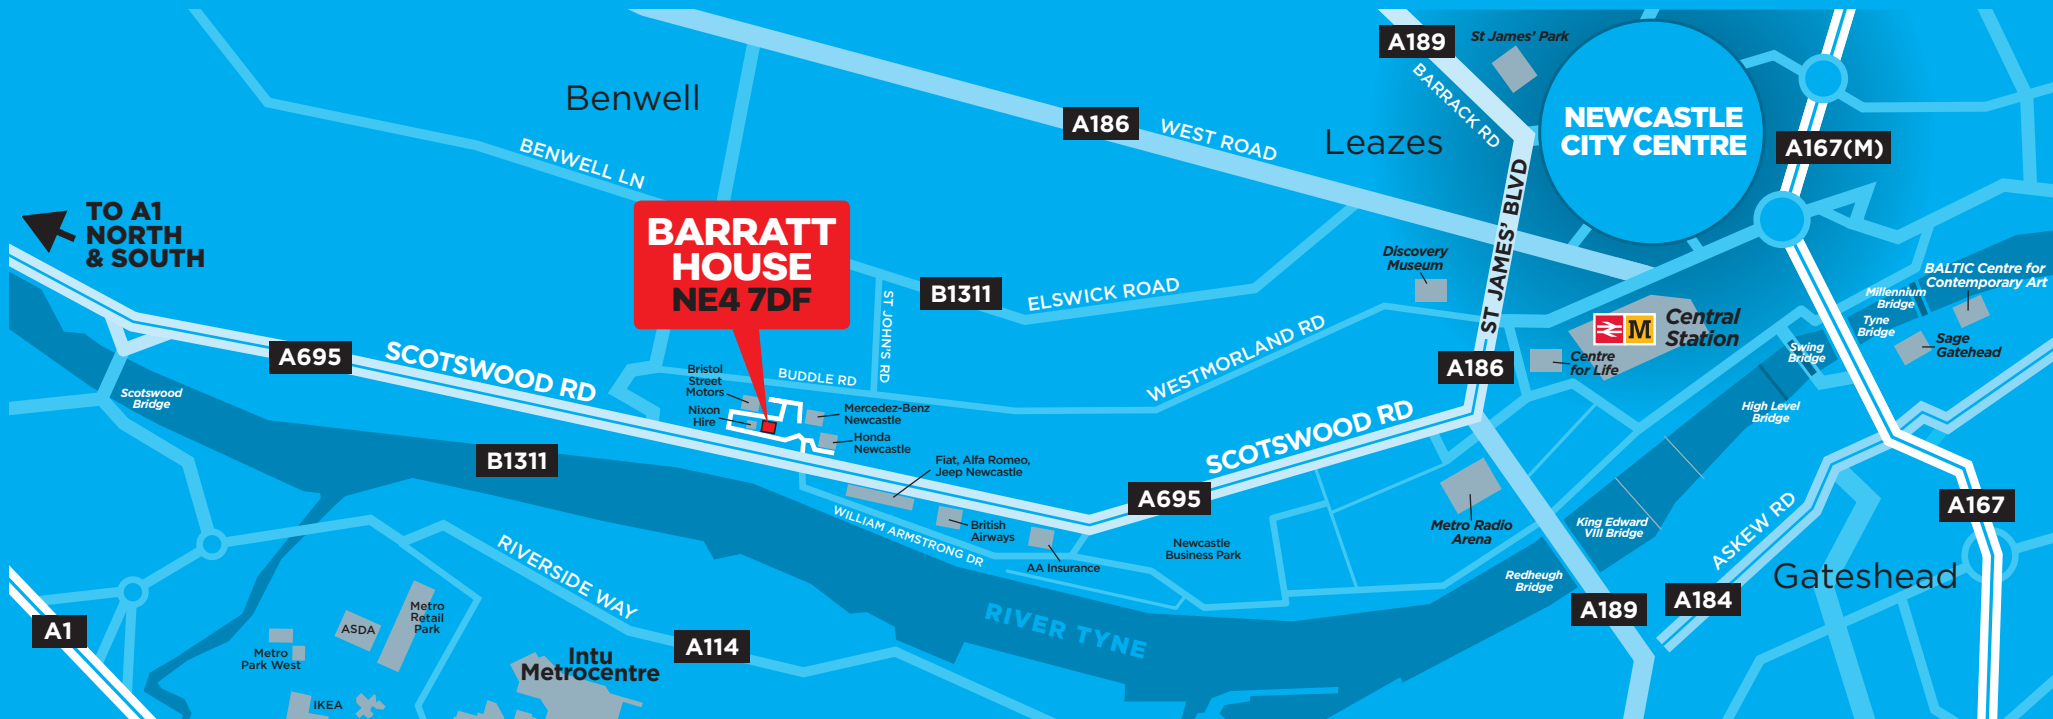 A189
St James' Park
BARRACK RD
NEWCASTLE
CITY CENTRE
A167(M)
Benwell
A186
WEST ROAD
Leazes
BENWELL LN
ST JAMES' BLVD
TO A1
NORTH
& SOUTH
BARRATT
HOUSE
NE4 7DF
B1311
ELSWICK ROAD
ST JOHN'S RD
Discovery
Museum
BALTIC Centre for
Contemporary Art
Millennium
Bridge
Tyne
Bridge
Sage
Gatehead
Swing
Bridge
M
Central
Station
Centre
for Life
A186
WESTMORLAND RD
High Level
Bridge
A695
SCOTSWOOD RD
Scotswood
Bridge
Bristol
Street
Motors
BUDDLE RD
Nixon
Hire
Mercedez-Benz
Newcastle
Honda
Newcastle
SCOTSWOOD RD
B1311
Fiat, Alfa Romeo,
Jeep Newcastle
A695
WILLIAM ARMSTRONG DR
British
Airways
AA Insurance
Newcastle
Business Park
Metro Radio
Arena
King Edward
Vill Bridge
Redheugh
Bridge
ASKEW RD
A167
Gateshead
A189
A184
RIVER TYNE
RIVERSIDE WAY
A1
Metro
Retail
Park
ASDA
Metro
Park West
IKEA
Intu
Metrocentre
A114